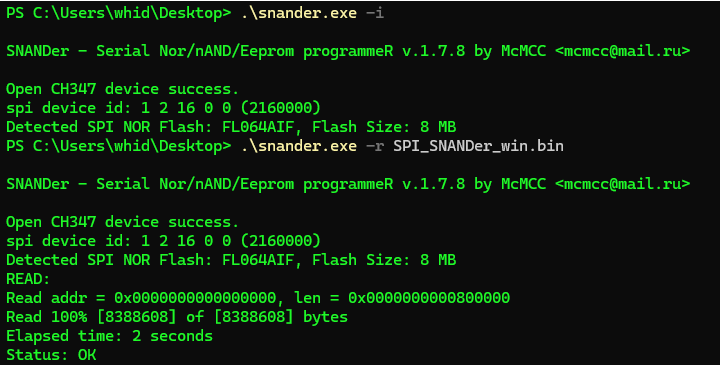 PS C:\Users\whid\Desktop> .\snander.exe -i
SNANDer - Serial Nor/nAND/Eeprom programmeR v.1.7.8 by McMCC <mcmcc@mail.ru>
Open CH347 device success.
spi device id: 1 2 16 0 0 (2160000)
Detected SPI NOR Flash: FL064AIF, Flash Size: 8 MB
PS C:\Users\whid\Desktop> .\snander.exe -r SPI_SNANDer_win.bin
SNANDer - Serial Nor/nAND/Eeprom programmeR v.1.7.8 by McMCC <mcmcc@mail.ru>
Open CH347 device success.
spi device id: 1 2 16 0 0 (2160000)
Detected SPI NOR Flash: FL064AIF, Flash Size: 8 MB
READ:
Read addr = 0x0000000000000000, len = 0x0000000000800000
Read 100% [8388608] of [8388608] bytes
Elapsed time: 2 seconds
Status: OK